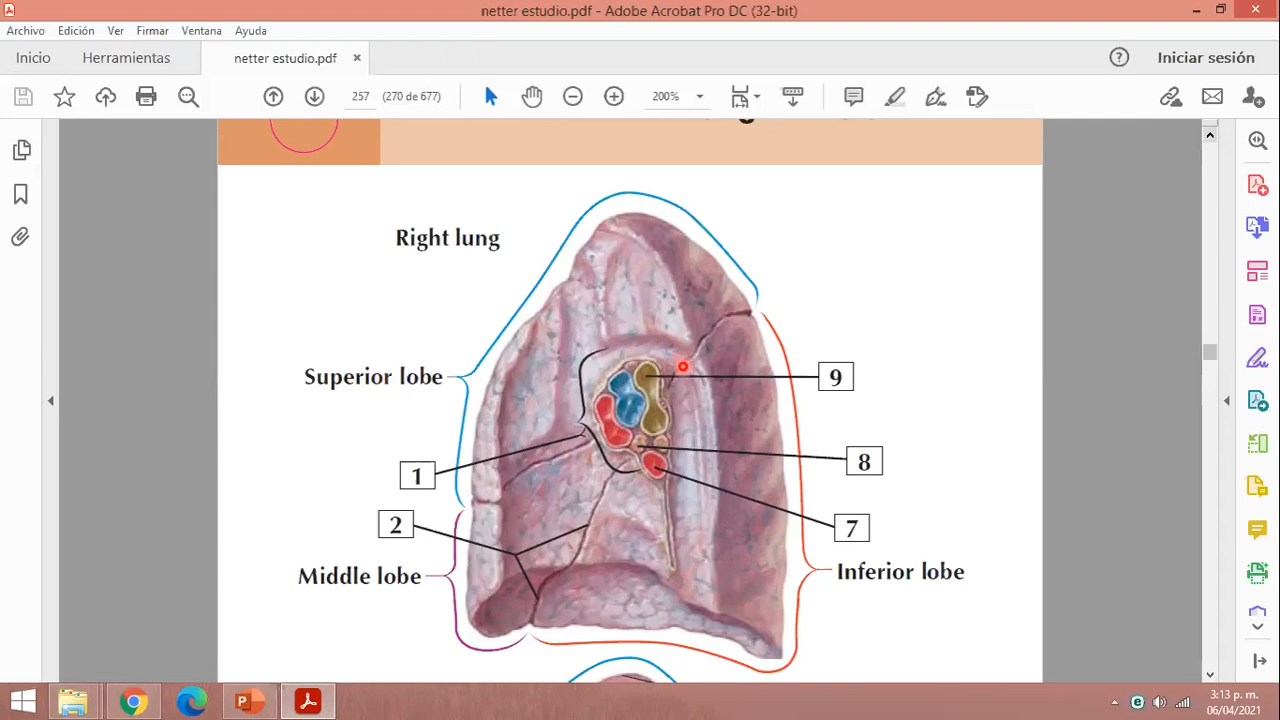 netter estudio.pdf - Adobe Acrobat Pro DC (32-bit)
Archivo Edición Ver Firmar Ventana Ayuda
Inicio Herramientas netter estudio.pdf × Iniciar sesión
257 (270 de 677) 200%
Right lung
Superior lobe
9
8
1
2
7
Middle lobe
Inferior lobe
3:13 p. m.
06/04/2021